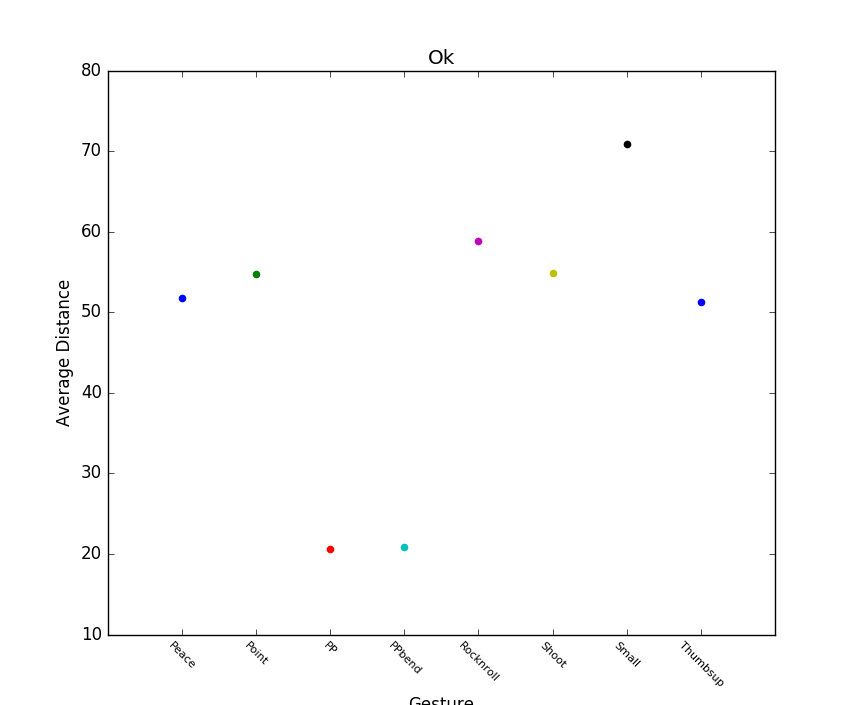 Ok
80
70
60
50
40
30
20
10
Average Distance
Peace
Point
PP
PPbend
Rocknroll
Shoot
Small
Thumbsup
Gesture